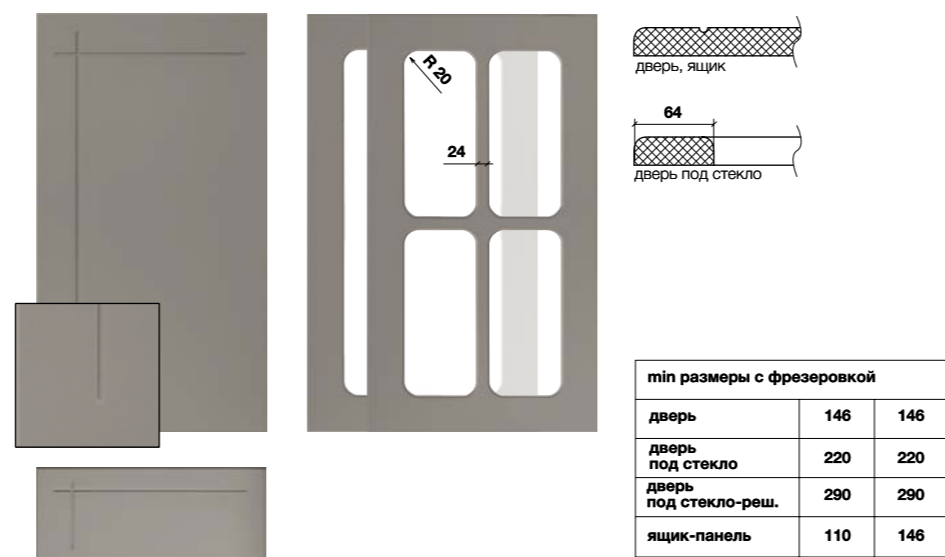 R 20
24
дверь, ящик
64
дверь под стекло
min размеры с фрезеровкой
дверь 146 146
дверь
под стекло 220 220
дверь
под стекло-реш. 290 290
ящик-панель 110 146